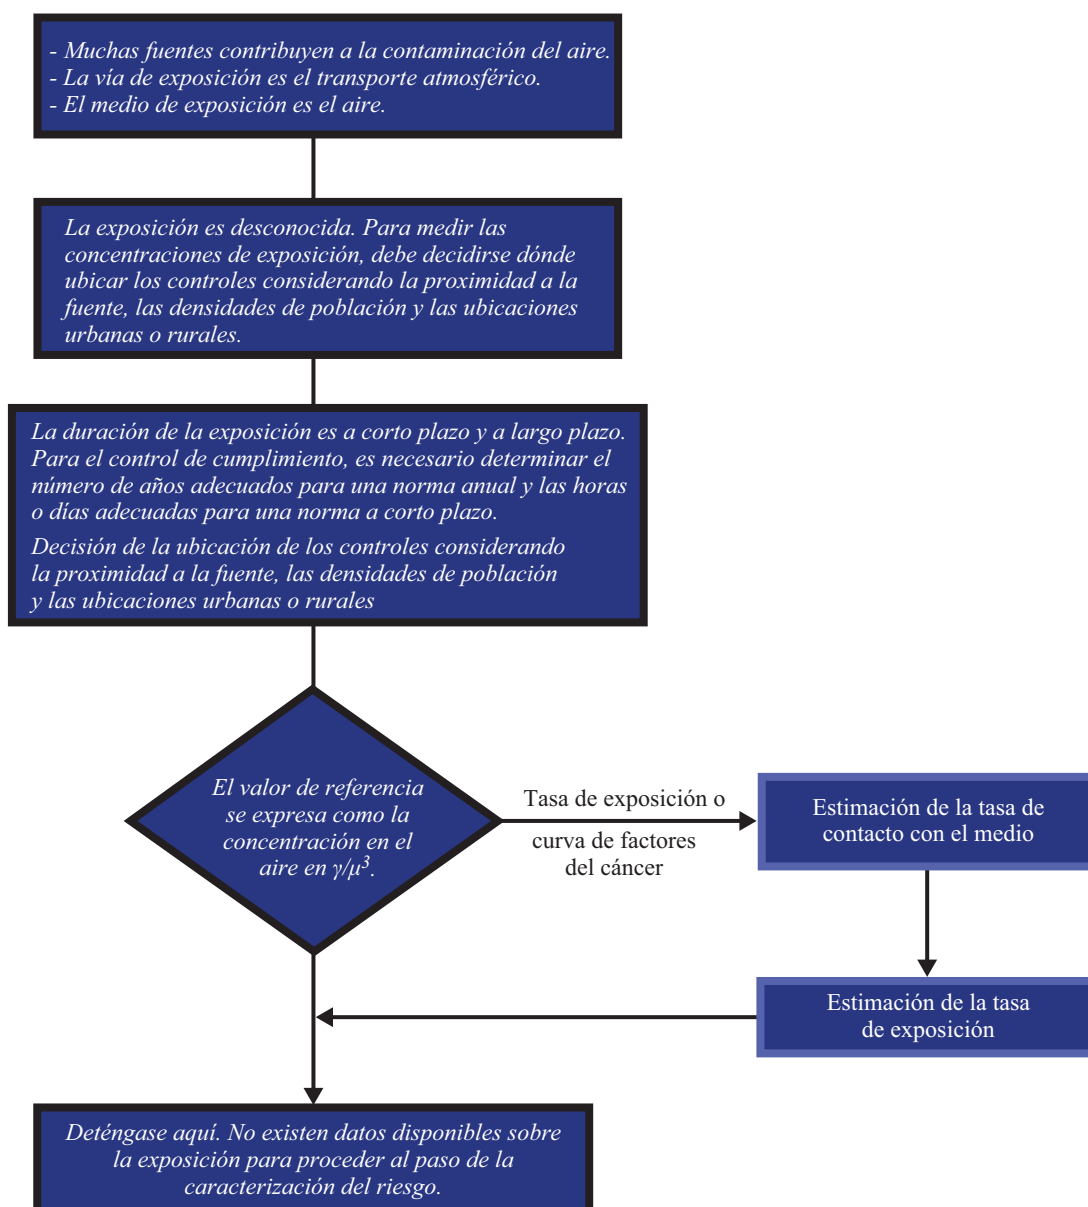 - Muchas fuentes contribuyen a la contaminación del aire.
- La vía de exposición es el transporte atmosférico.
- El medio de exposición es el aire.
La exposición es desconocida. Para medir las
concentraciones de exposición, debe decidirse dónde
ubicar los controles considerando la proximidad a la
fuente, las densidades de población y las ubicaciones
urbanas o rurales.
La duración de la exposición es a corto plazo y a largo plazo.
Para el control de cumplimiento, es necesario determinar el
número de años adecuados para una norma anual y las horas
o días adecuadas para una norma a corto plazo.
Decisión de la ubicación de los controles considerando
la proximidad a la fuente, las densidades de población
y las ubicaciones urbanas o rurales
El valor de referencia
se expresa como la
concentración en el
aire en γ/μ³.
Tasa de exposición o
curva de factores
del cáncer
Estimación de la tasa de
contacto con el medio
Estimación de la tasa
de exposición
Deténgase aquí. No existen datos disponibles sobre
la exposición para proceder al paso de la
caracterización del riesgo.